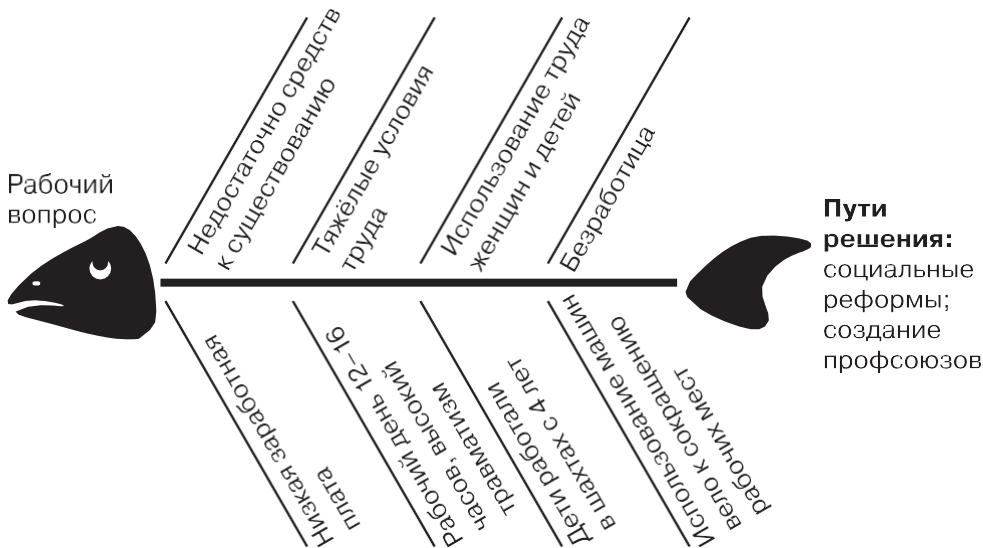 Рабочий
вопрос
Недостаточно средств
к существованию
Тяжёлые условия
труда
Использование труда
женщин и детей
Безработица
Низкая заработная
плата
Рабочий день 12–16
часов, высокий
травматизм
Дети работали
в шахтах с 4 лет
Использование машин
вело к сокращению
рабочих мест
Пути
решения:
социальные
реформы;
создание
профсоюзов